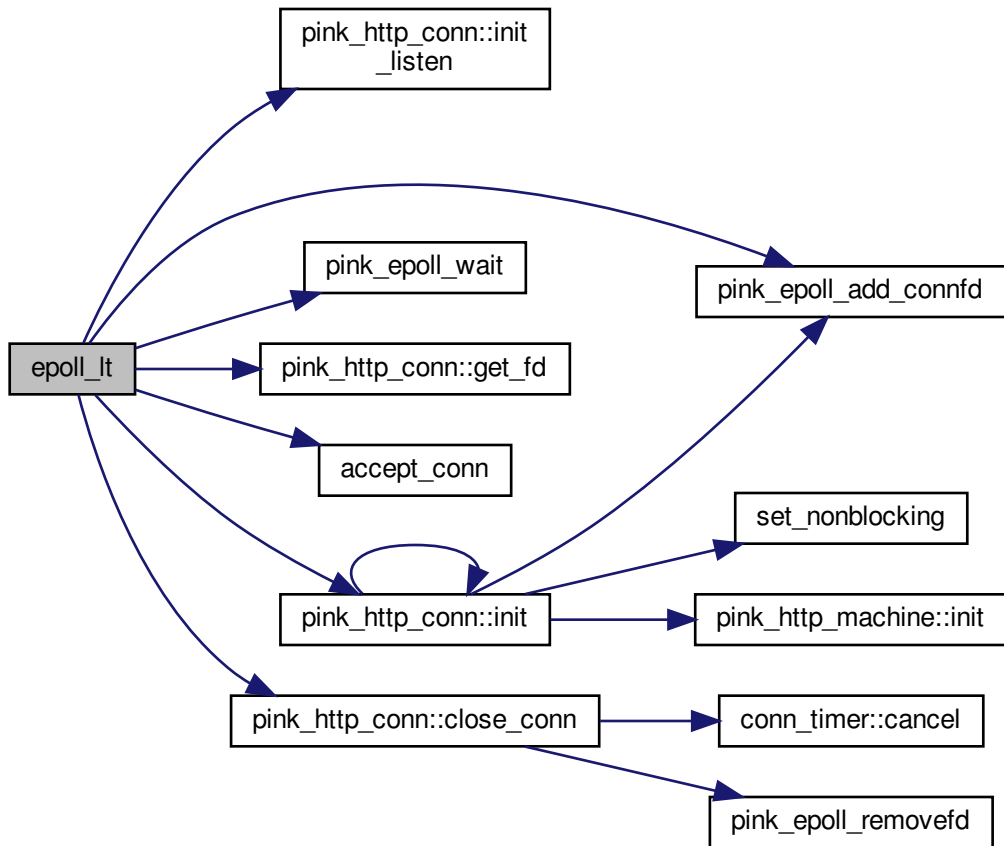 pink_http_conn::init
_listen
pink_epoll_wait
pink_epoll_add_connfd
epoll_lt
pink_http_conn::get_fd
accept_conn
set_nonblocking
pink_http_conn::init
pink_http_machine::init
pink_http_conn::close_conn
conn_timer::cancel
pink_epoll_removefd